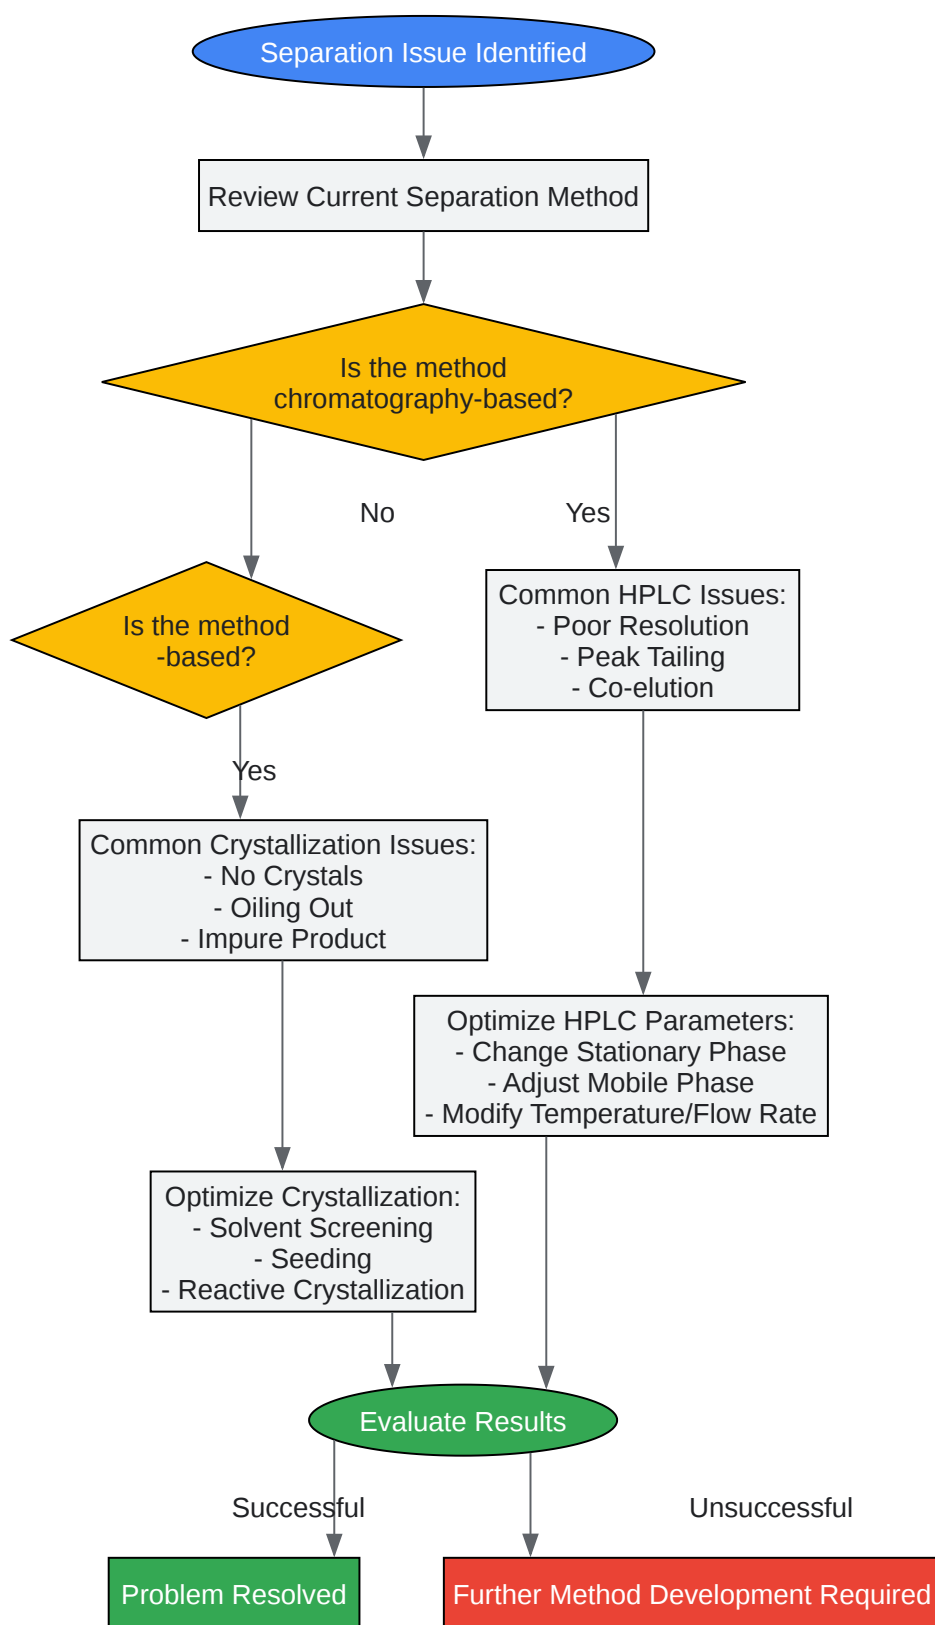 Separation Issue Identified
Review Current Separation Method
Is the method
chromatography-based?
No
Yes
Is the method
-based?
Common HPLC Issues:
- Poor Resolution
- Peak Tailing
- Co-elution
Yes
Common Crystallization Issues:
- No Crystals
- Oiling Out
- Impure Product
Optimize HPLC Parameters:
- Change Stationary Phase
- Adjust Mobile Phase
- Modify Temperature/Flow Rate
Optimize Crystallization:
- Solvent Screening
- Seeding
- Reactive Crystallization
Evaluate Results
Successful
Unsuccessful
Problem Resolved
Further Method Development Required